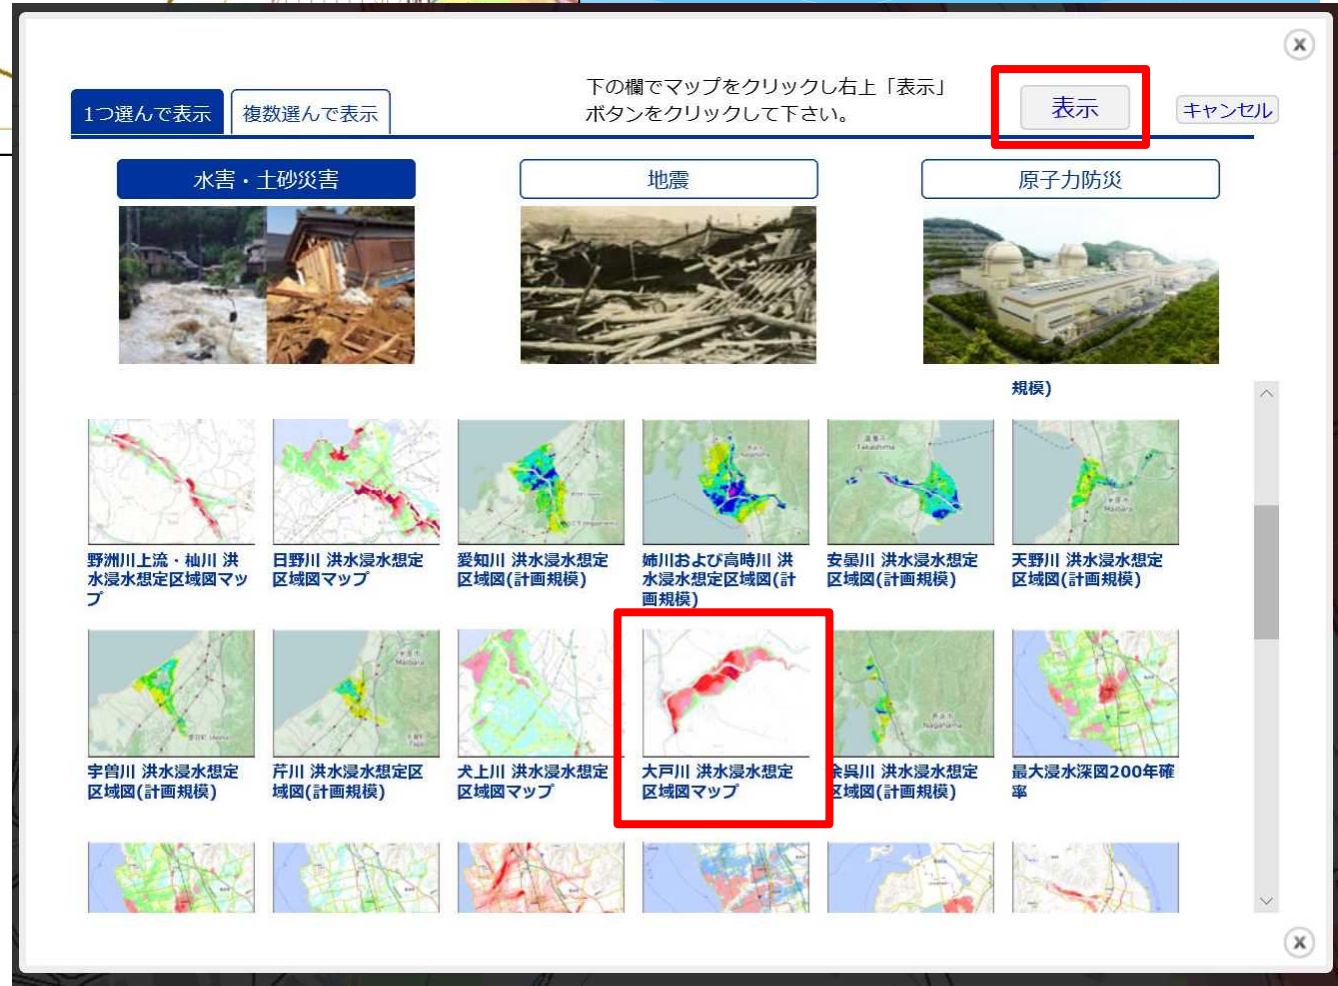 下の欄でマップをクリックし右上「表示」
ボタンをクリックして下さい。
表示
キャンセル
1つ選んで表示
複数選んで表示
水害・土砂災害
地震
原子力防災
規模)
野洲川上流・杣川 洪
水浸水想定区域図マッ
プ
日野川 洪水浸水想定
区域図マップ
愛知川 洪水浸水想定
区域図(計画規模)
姉川および高時川 洪
水浸水想定区域図(計
画規模)
安曇川 洪水浸水想定
区域図(計画規模)
天野川 洪水浸水想定
区域図(計画規模)
宇曽川 洪水浸水想定
区域図(計画規模)
芹川 洪水浸水想定区
域図(計画規模)
犬上川 洪水浸水想定
区域図マップ
大戸川 洪水浸水想定
区域図マップ
余呉川 洪水浸水想定
区域図(計画規模)
最大浸水深図200年確
率